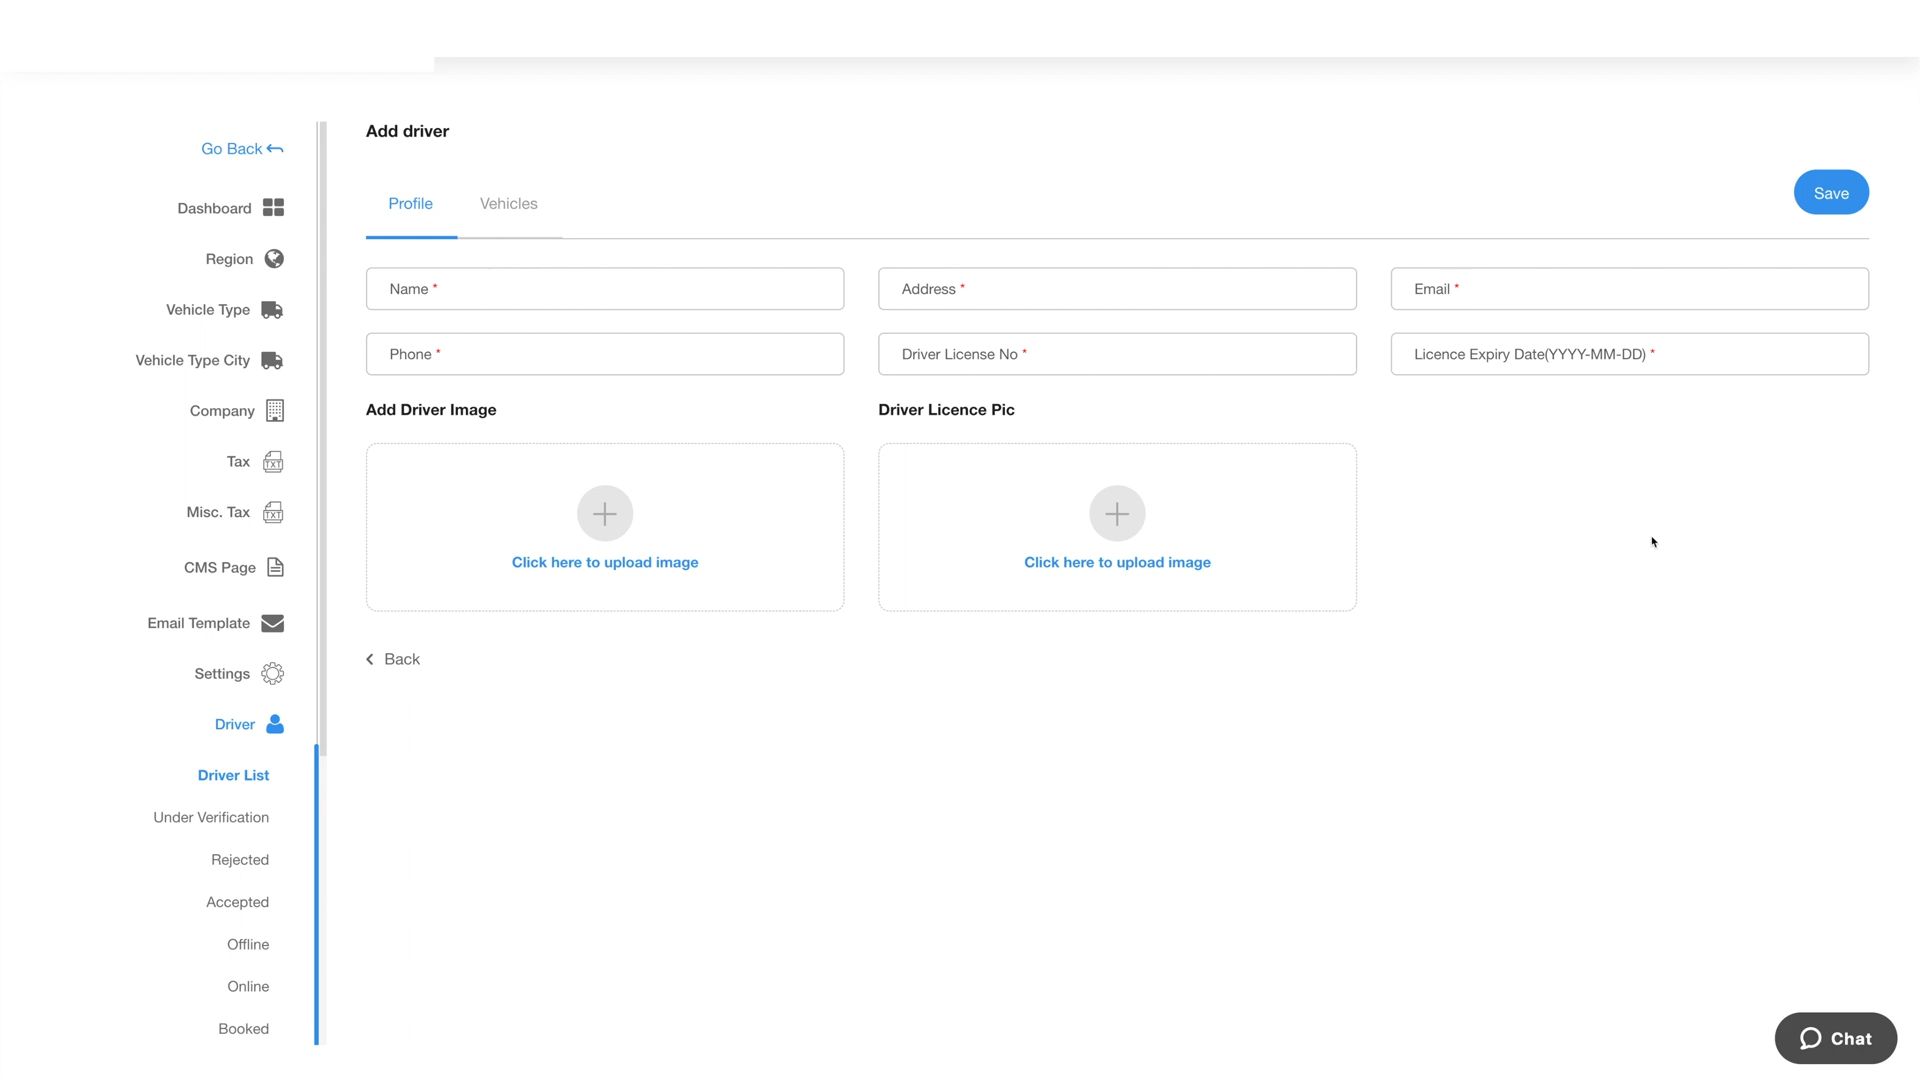 Go Back
Dashboard
Region
Vehicle Type
Vehicle Type City
Company
Tax
TXT
Misc. Tax
TXT
CMS Page
Email Template
Settings
Driver
Driver List
Under Verification
Rejected
Accepted
Offline
Online
Booked
Add driver
Profile Vehicles
Save
Name * Address * Email *
Phone * Driver License No * Licence Expiry Date(YYYY-MM-DD) *
Add Driver Image Driver Licence Pic
Click here to upload image Click here to upload image
Back
Chat